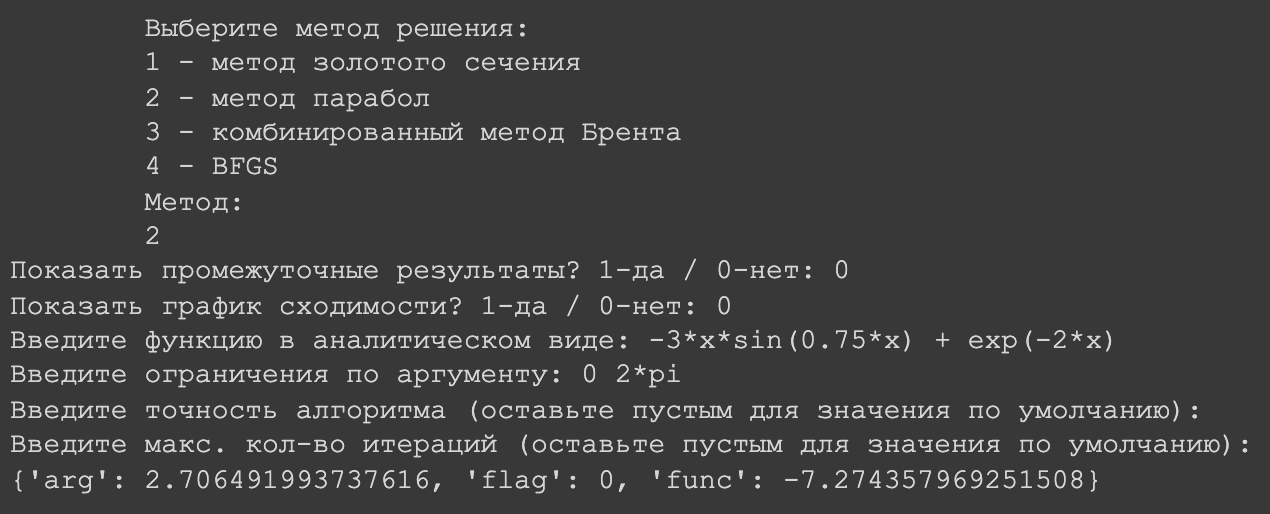 Выберите метод решения:
1 - метод золотого сечения
2 - метод парабол
3 - комбинированный метод Брента
4 - BFGS
Метод:
2
Показать промежуточные результаты? 1-да / 0-нет: 0
Показать график сходимости? 1-да / 0-нет: 0
Введите функцию в аналитическом виде: -3*x*sin(0.75*x) + exp(-2*x)
Введите ограничения по аргументу: 0 2*pi
Введите точность алгоритма (оставьте пустым для значения по умолчанию):
Введите макс. кол-во итераций (оставьте пустым для значения по умолчанию):
{'arg': 2.706491993737616, 'flag': 0, 'func': -7.274357969251508}